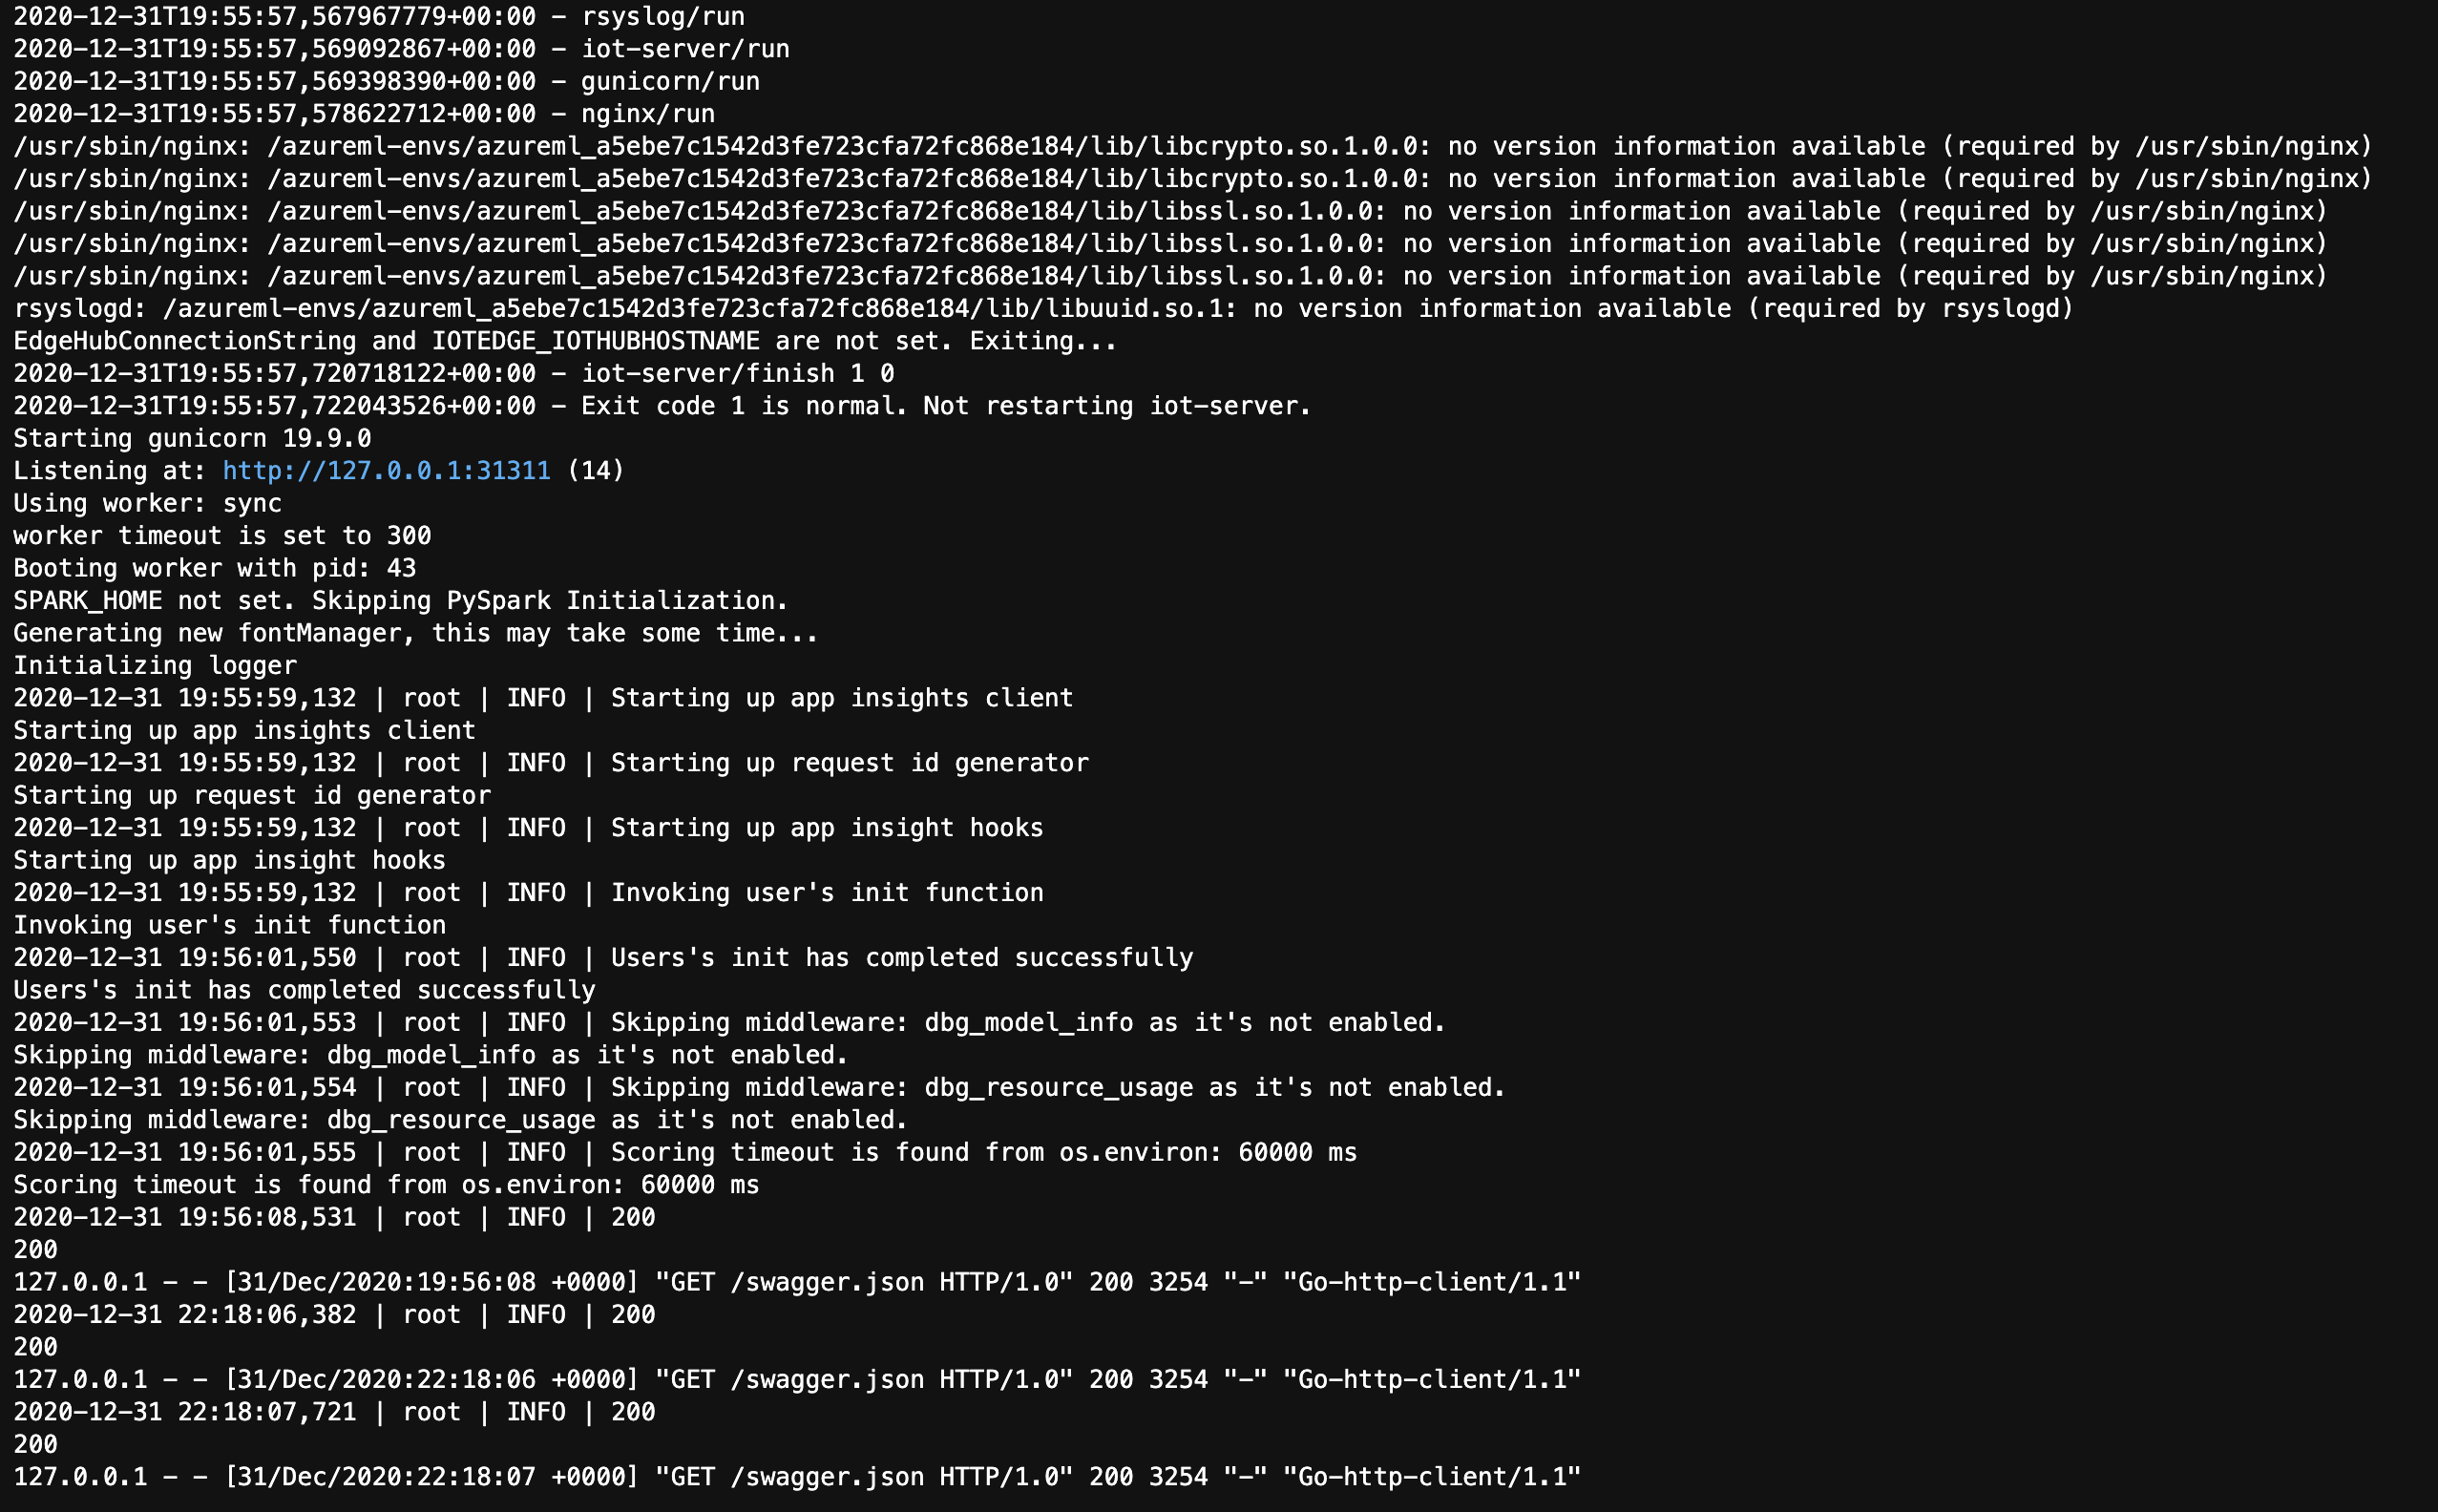 2020-12-31T19:55:57,567967779+00:00 - rsyslog/run
2020-12-31T19:55:57,569092867+00:00 - iot-server/run
2020-12-31T19:55:57,569398390+00:00 - gunicorn/run
2020-12-31T19:55:57,578622712+00:00 - nginx/run
/usr/sbin/nginx: /azureml-envs/azureml_a5ebe7c1542d3fe723cfa72fc868e184/lib/libcrypto.so.1.0.0: no version information available (required by /usr/sbin/nginx)
/usr/sbin/nginx: /azureml-envs/azureml_a5ebe7c1542d3fe723cfa72fc868e184/lib/libcrypto.so.1.0.0: no version information available (required by /usr/sbin/nginx)
/usr/sbin/nginx: /azureml-envs/azureml_a5ebe7c1542d3fe723cfa72fc868e184/lib/libssl.so.1.0.0: no version information available (required by /usr/sbin/nginx)
/usr/sbin/nginx: /azureml-envs/azureml_a5ebe7c1542d3fe723cfa72fc868e184/lib/libssl.so.1.0.0: no version information available (required by /usr/sbin/nginx)
/usr/sbin/nginx: /azureml-envs/azureml_a5ebe7c1542d3fe723cfa72fc868e184/lib/libssl.so.1.0.0: no version information available (required by /usr/sbin/nginx)
rsyslogd: /azureml-envs/azureml_a5ebe7c1542d3fe723cfa72fc868e184/lib/libuuid.so.1: no version information available (required by rsyslogd)
EdgeHubConnectionString and IOTEDGE_IOTHUBHOSTNAME are not set. Exiting...
2020-12-31T19:55:57,720718122+00:00 - iot-server/finish 1 0
2020-12-31T19:55:57,722043526+00:00 - Exit code 1 is normal. Not restarting iot-server.
Starting gunicorn 19.9.0
Listening at: http://127.0.0.1:31311 (14)
Using worker: sync
worker timeout is set to 300
Booting worker with pid: 43
SPARK_HOME not set. Skipping PySpark Initialization.
Generating new fontManager, this may take some time...
Initializing logger
2020-12-31 19:55:59,132 | root | INFO | Starting up app insights client
Starting up app insights client
2020-12-31 19:55:59,132 | root | INFO | Starting up request id generator
Starting up request id generator
2020-12-31 19:55:59,132 | root | INFO | Starting up app insight hooks
Starting up app insight hooks
2020-12-31 19:55:59,132 | root | INFO | Invoking user's init function
Invoking user's init function
2020-12-31 19:56:01,550 | root | INFO | Users's init has completed successfully
Users's init has completed successfully
2020-12-31 19:56:01,553 | root | INFO | Skipping middleware: dbg_model_info as it's not enabled.
Skipping middleware: dbg_model_info as it's not enabled.
2020-12-31 19:56:01,554 | root | INFO | Skipping middleware: dbg_resource_usage as it's not enabled.
Skipping middleware: dbg_resource_usage as it's not enabled.
2020-12-31 19:56:01,555 | root | INFO | Scoring timeout is found from os.environ: 60000 ms
Scoring timeout is found from os.environ: 60000 ms
2020-12-31 19:56:08,531 | root | INFO | 200
200
127.0.0.1 - - [31/Dec/2020:19:56:08 +0000] "GET /swagger.json HTTP/1.0" 200 3254 "-" "Go-http-client/1.1"
2020-12-31 22:18:06,382 | root | INFO | 200
200
127.0.0.1 - - [31/Dec/2020:22:18:06 +0000] "GET /swagger.json HTTP/1.0" 200 3254 "-" "Go-http-client/1.1"
2020-12-31 22:18:07,721 | root | INFO | 200
200
127.0.0.1 - - [31/Dec/2020:22:18:07 +0000] "GET /swagger.json HTTP/1.0" 200 3254 "-" "Go-http-client/1.1"